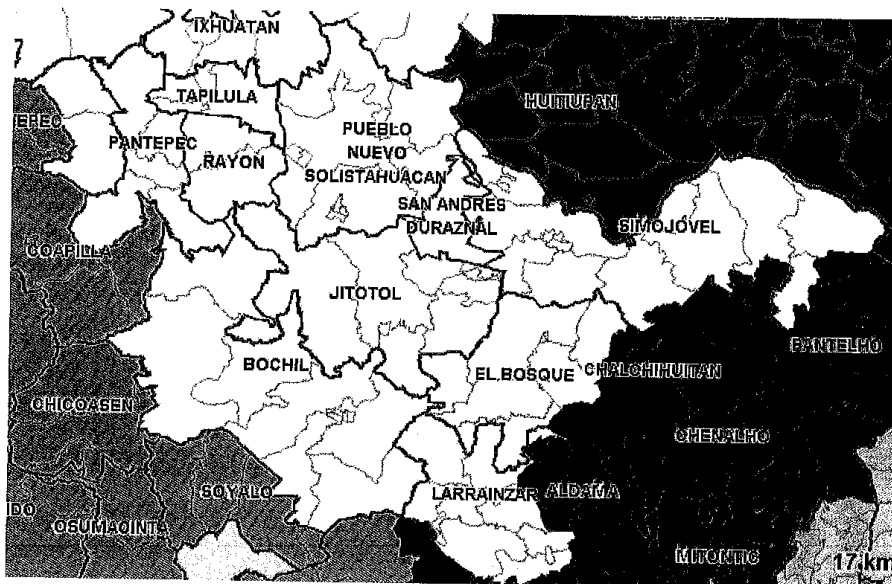 IXHUATAN
7
TAPILULA
HUITIUPAN
PUEBLO
NUEVO
SOLISTAHUACAN
PANTEPEC
RAYON
SAN ANDRES
DURAZNAL
SIMOJOVEL
COAPILLA
JITOTOL
PANTELHO
BOCHIL
EL BOSQUE
CHALCHIHUITAN
CHICOASEN
CHENALHO
SOYALO
LARRAINZAR
ALDAMA
OSUMACINTA
MITONTIC
17 km